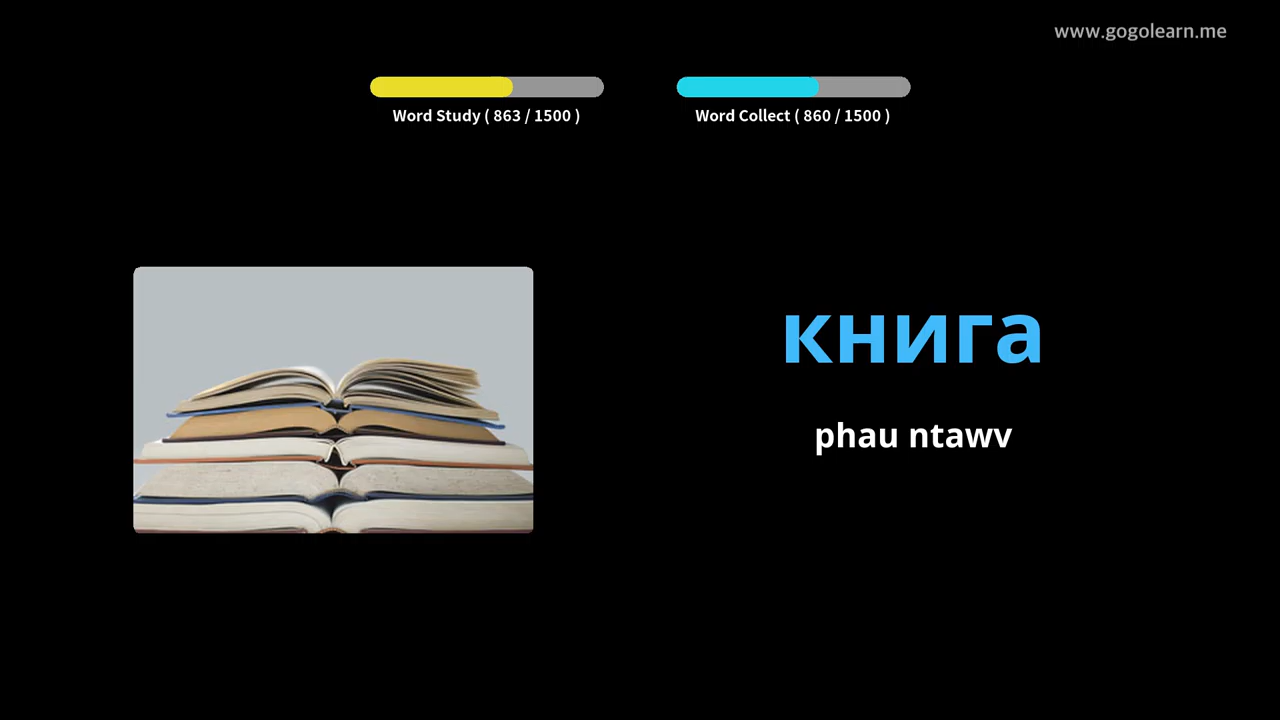 www.gogolearn.me
Word Study ( 863 / 1500 )
Word Collect ( 860 / 1500 )
книга
phau ntawv